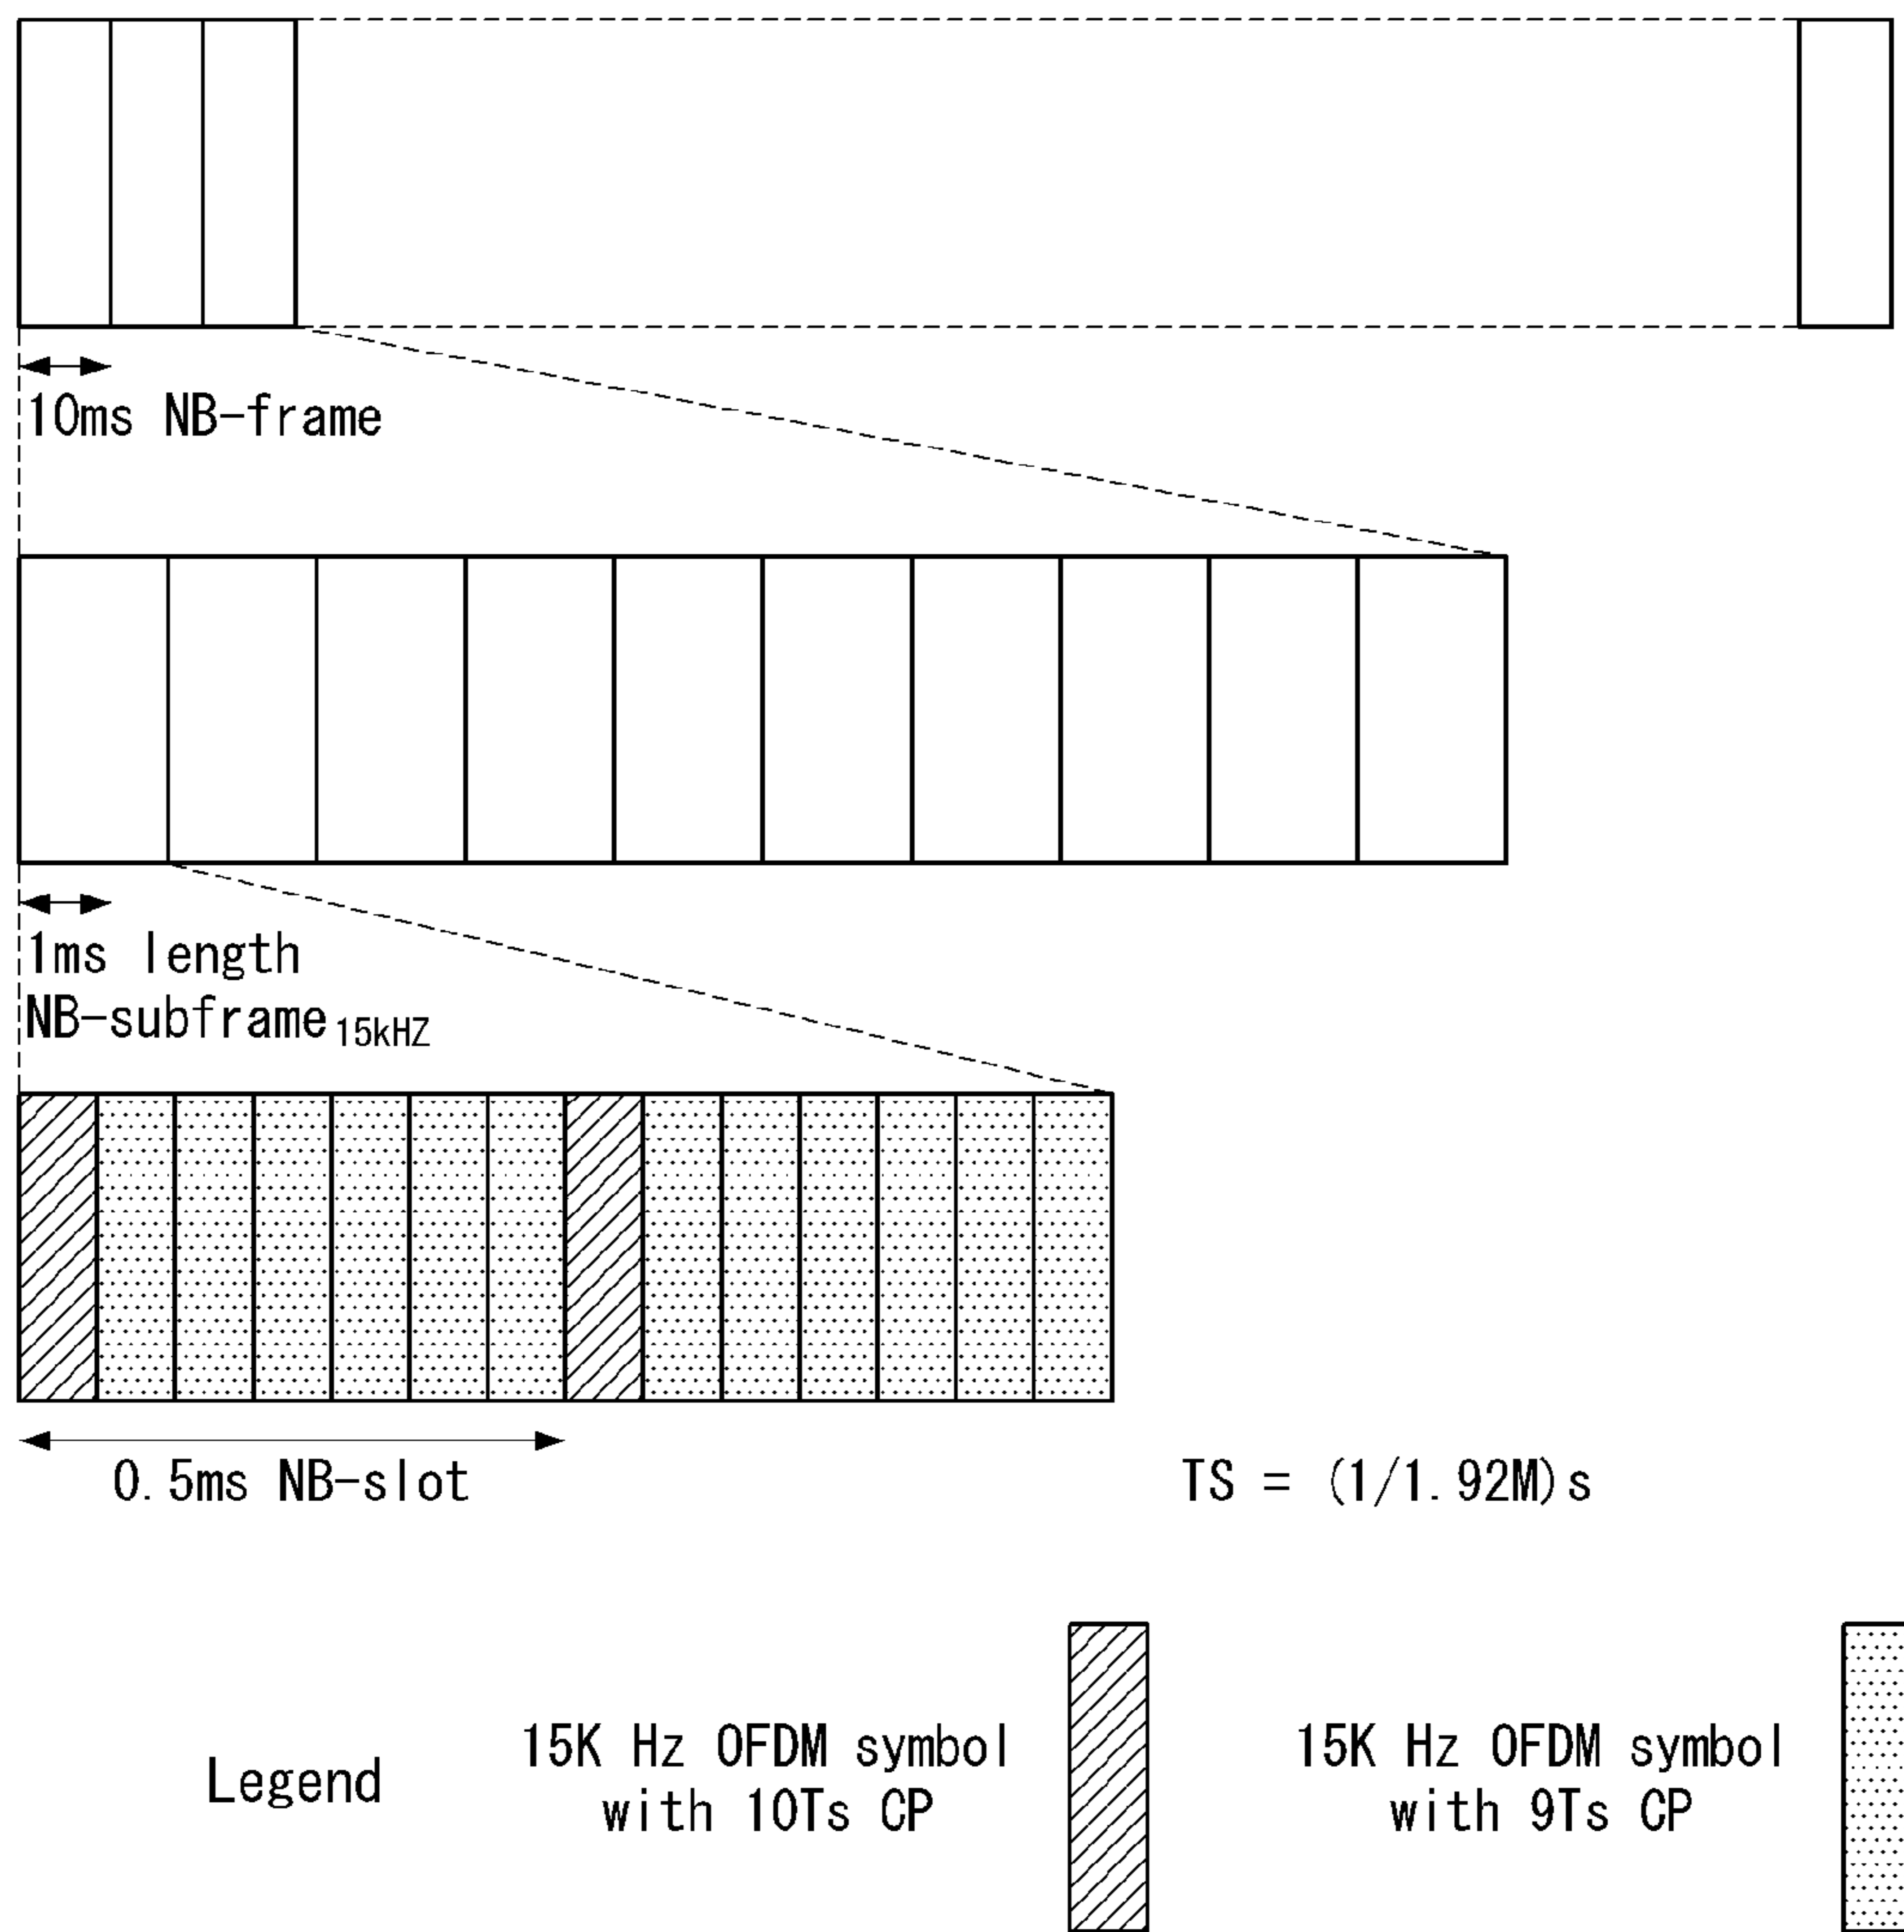 10ms NB-frame
1ms length
NB-subframe15kHZ
0.5ms NB-slot
TS = (1/1.92M)s
Legend
15K Hz OFDM symbol
with 10Ts CP
15K Hz OFDM symbol
with 9Ts CP